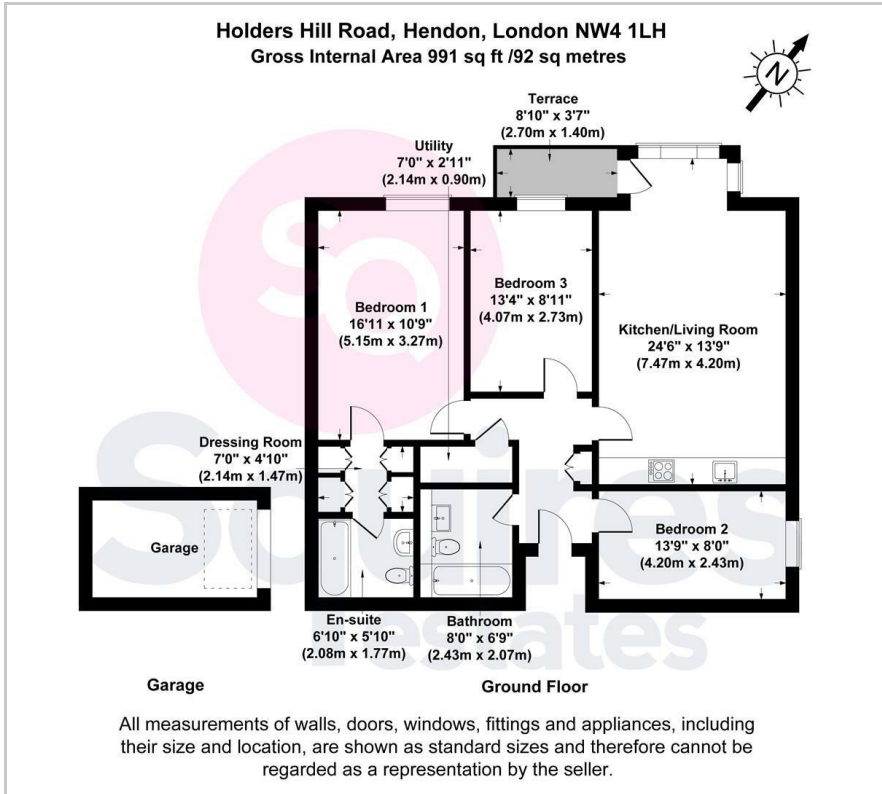 Holders Hill Road, Hendon, London NW4 1LH
Gross Internal Area 991 sq ft /92 sq metres
N
Terrace
8'10" x 3'7"
(2.70m x 1.40m)
Utility
7'0" x 2'11"
(2.14m x 0.90m)
SQ
Bedroom 1
16'11 x 10'9"
(5.15m x 3.27m)
Bedroom 3
13'4" x 8'11"
(4.07m x 2.73m)
Kitchen/Living Room
24'6" x 13'9"
(7.47m x 4.20m)
Dressing Room
7'0" x 4'10"
(2.14m x 1.47m)
Squires
estates
Garage
Bedroom 2
13'9" x 8'0"
(4.20m x 2.43m)
En-suite
6'10" x 5'10"
(2.08m x 1.77m)
Bathroom
8'0" x 6'9"
(2.43m x 2.07m)
Garage
Ground Floor
All measurements of walls, doors, windows, fittings and appliances, including
their size and location, are shown as standard sizes and therefore cannot be
regarded as a representation by the seller.